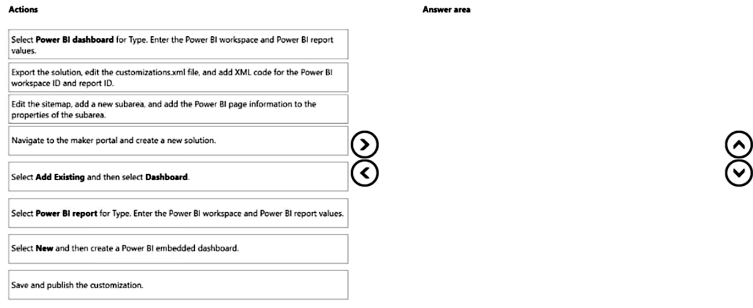 Actions
Answer area
Select Power BI dashboard for Type. Enter the Power BI workspace and Power BI report
values.
Export the solution, edit the customizations.xml file, and add XML code for the Power BI
workspace ID and report ID.
Edit the sitemap, add a new subarea, and add the Power BI page information to the
properties of the subarea.
Navigate to the maker portal and create a new solution.
Select Add Existing and then select Dashboard.
Select Power BI report for Type. Enter the Power BI workspace and Power BI report values.
Select New and then create a Power BI embedded dashboard.
Save and publish the customization.